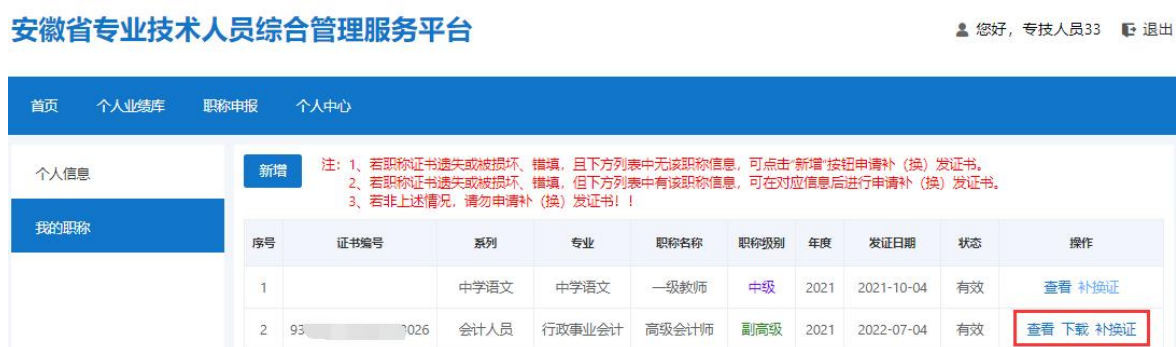 安徽省专业技术人员综合管理服务平台
您好，专技人员33 退出
首页 个人业绩库 职称申报 个人中心
个人信息
我的职称
新增
注：1、若职称证书遗失或被损坏、错填，且下方列表中无该职称信息，可点击“新增”按钮申请补（换）发证书。
2、若职称证书遗失或被损坏、错填，但下方列表中有该职称信息，可在对应信息后进行申请补（换）发证书。
3、若非上述情况，请勿申请补（换）发证书！！
序号 证书编号 系列 专业 职称名称 职称级别 年度 发证日期 状态 操作
1 中学语文 中学语文 一级教师 中级 2021 2021-10-04 有效 查看 补换证
2 93 026 会计人员 行政事业会计 高级会计师 副高级 2021 2022-07-04 有效 查看 下载 补换证